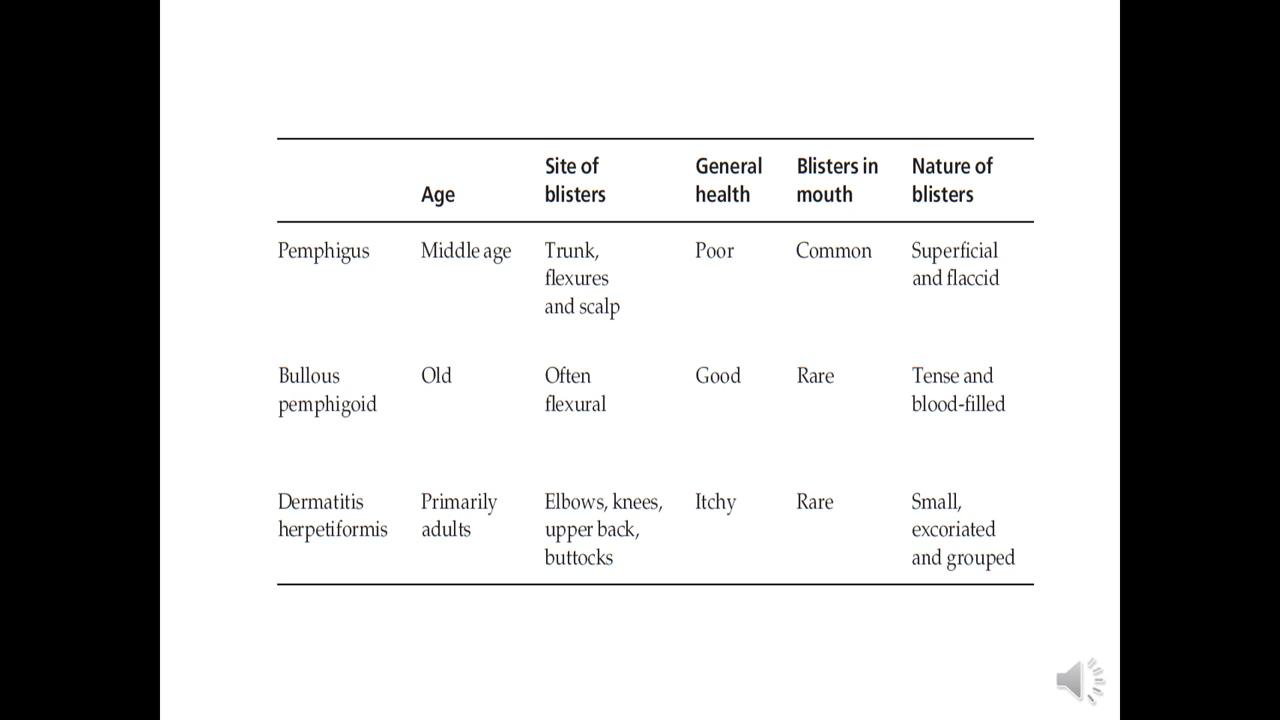 Age	Site of blisters	General health	Blisters in mouth	Nature of blisters
Pemphigus	Middle age	Trunk, flexures and scalp	Poor	Common	Superficial and flaccid
Bullous pemphigoid	Old	Often flexural	Good	Rare	Tense and blood-filled
Dermatitis herpetiformis	Primarily adults	Elbows, knees, upper back, buttocks	Itchy	Rare	Small, excoriated and grouped